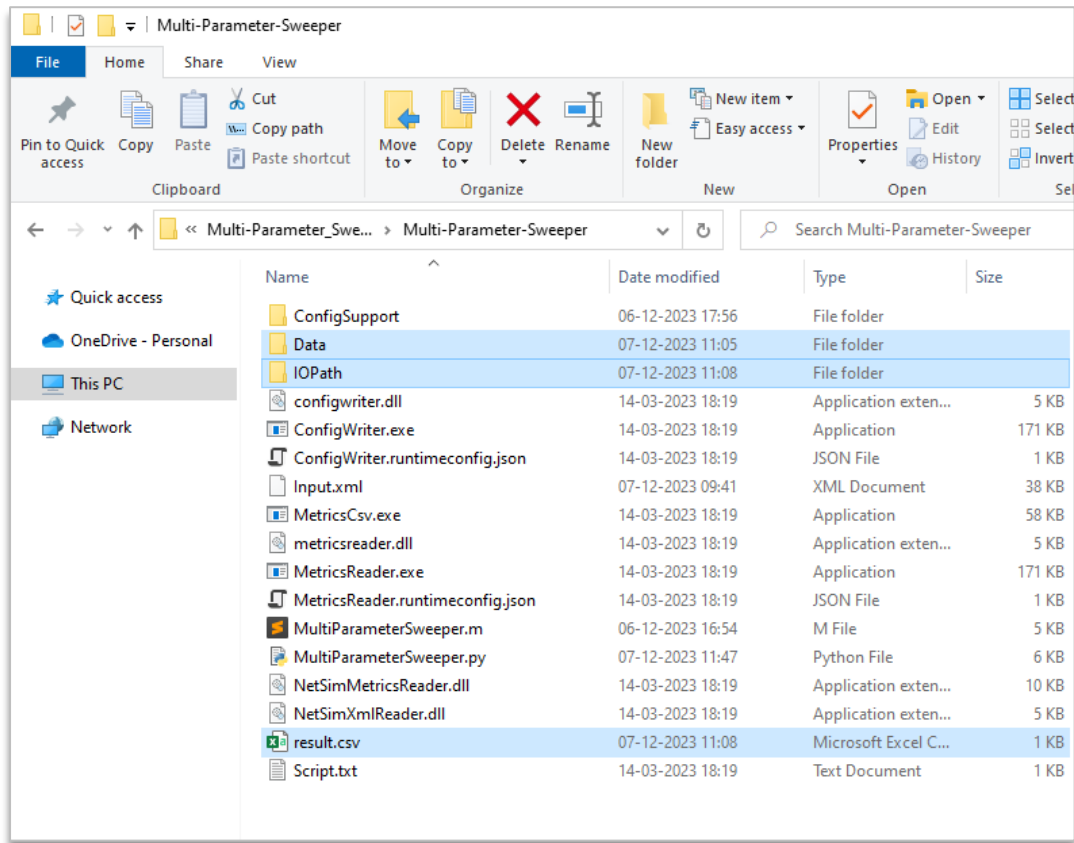 Multi-Parameter-Sweeper
File Home Share View
Pin to Quick access
Copy
Paste
Cut
Copy path
Paste shortcut
Clipboard
Move to
Copy to
Delete
Rename
Organize
New folder
New item
Easy access
New
Properties
Open
Edit
History
Open
Select
Select
Invert
Sel
« Multi-Parameter_Swe... › Multi-Parameter-Sweeper
Search Multi-Parameter-Sweeper
Quick access
OneDrive - Personal
This PC
Network
Name Date modified Type Size
ConfigSupport 06-12-2023 17:56 File folder
Data 07-12-2023 11:05 File folder
IOPath 07-12-2023 11:08 File folder
configwriter.dll 14-03-2023 18:19 Application exten... 5 KB
ConfigWriter.exe 14-03-2023 18:19 Application 171 KB
ConfigWriter.runtimeconfig.json 14-03-2023 18:19 JSON File 1 KB
Input.xml 07-12-2023 09:41 XML Document 38 KB
MetricsCsv.exe 14-03-2023 18:19 Application 58 KB
metricsreader.dll 14-03-2023 18:19 Application exten... 5 KB
MetricsReader.exe 14-03-2023 18:19 Application 171 KB
MetricsReader.runtimeconfig.json 14-03-2023 18:19 JSON File 1 KB
MultiParameterSweeper.m 06-12-2023 16:54 M File 5 KB
MultiParameterSweeper.py 07-12-2023 11:47 Python File 6 KB
NetSimMetricsReader.dll 14-03-2023 18:19 Application exten... 10 KB
NetSimXmlReader.dll 14-03-2023 18:19 Application exten... 5 KB
result.csv 07-12-2023 11:08 Microsoft Excel C... 1 KB
Script.txt 14-03-2023 18:19 Text Document 1 KB